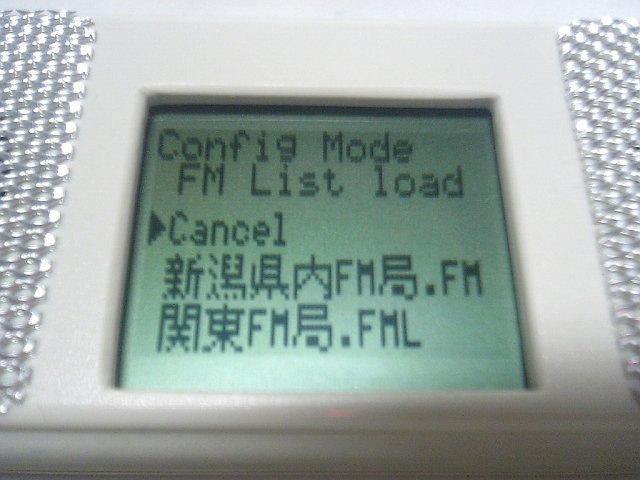 Config Mode
FM List load
▶Cancel
新潟県内FM局.FM
関東FM局.FML